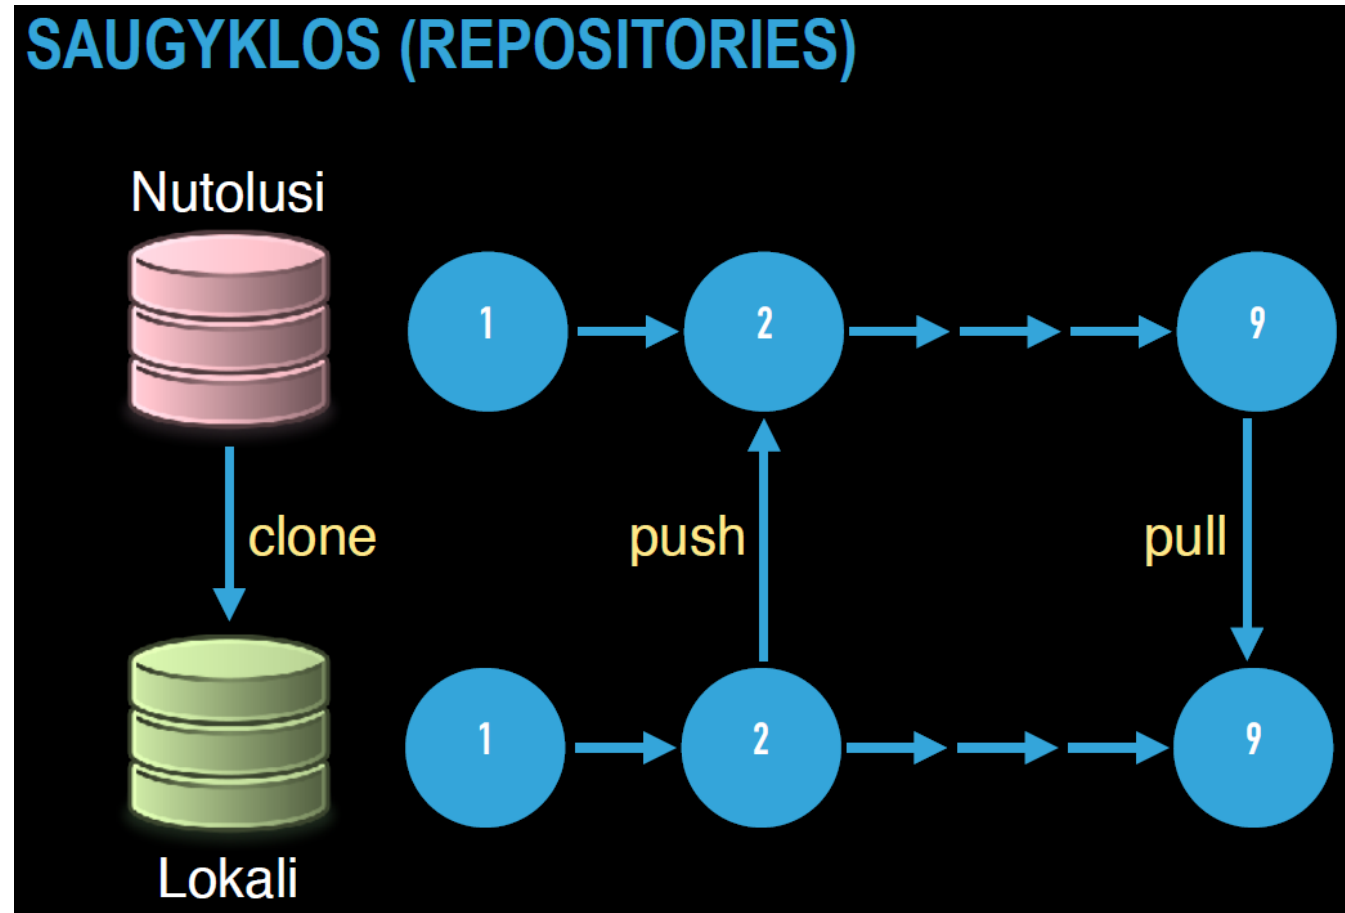 SAUGYKLOS (REPOSITORIES)
Nutolusi
1
2
9
clone
push
pull
1
2
9
Lokali